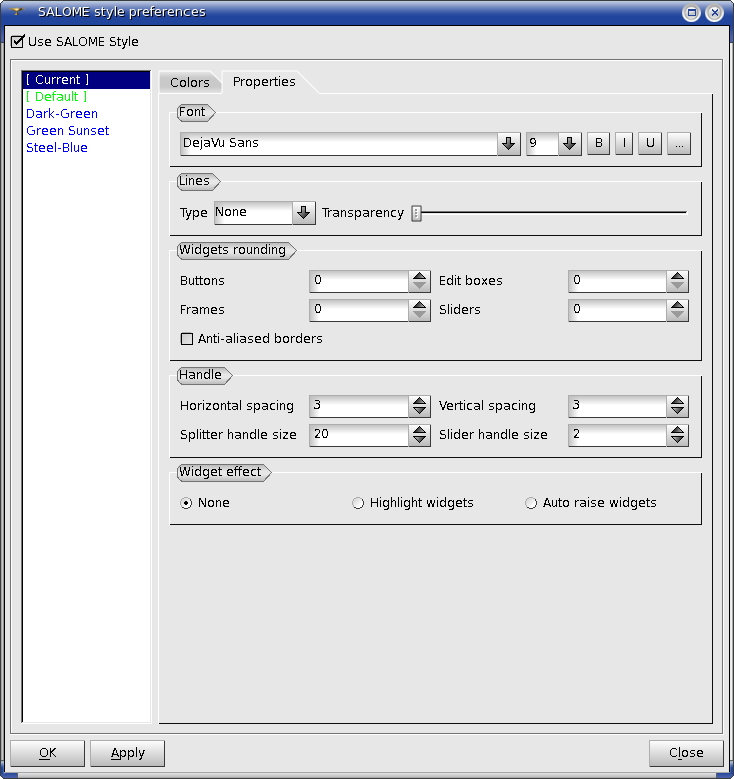 SALOME style preferences
Use SALOME Style
[ Current ]
[ Default ]
Dark-Green
Green Sunset
Steel-Blue
Colors Properties
Font
DejaVu Sans 9 B I U ...
Lines
Type None Transparency
Widgets rounding
Buttons 0 Edit boxes 0
Frames 0 Sliders 0
Anti-aliased borders
Handle
Horizontal spacing 3 Vertical spacing 3
Splitter handle size 20 Slider handle size 2
Widget effect
None Highlight widgets Auto raise widgets
OK Apply Close